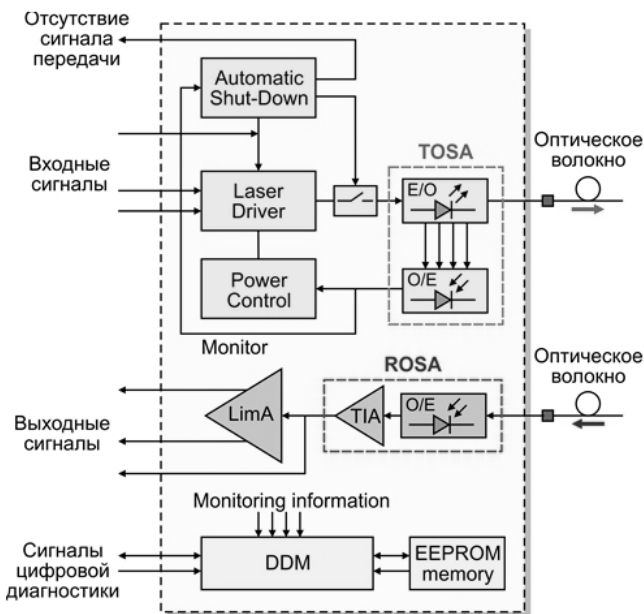 Отсутствие
сигнала
передачи
Automatic
Shut-Down
Входные
сигналы
Laser
Driver
TOSA
E/O
Оптическое
волокно
Power
Control
O/E
Monitor
ROSA
Оптическое
волокно
Выходные
сигналы
LimA
TIA
O/E
Monitoring information
Сигналы
цифровой
диагностики
DDM
EEPROM
memory